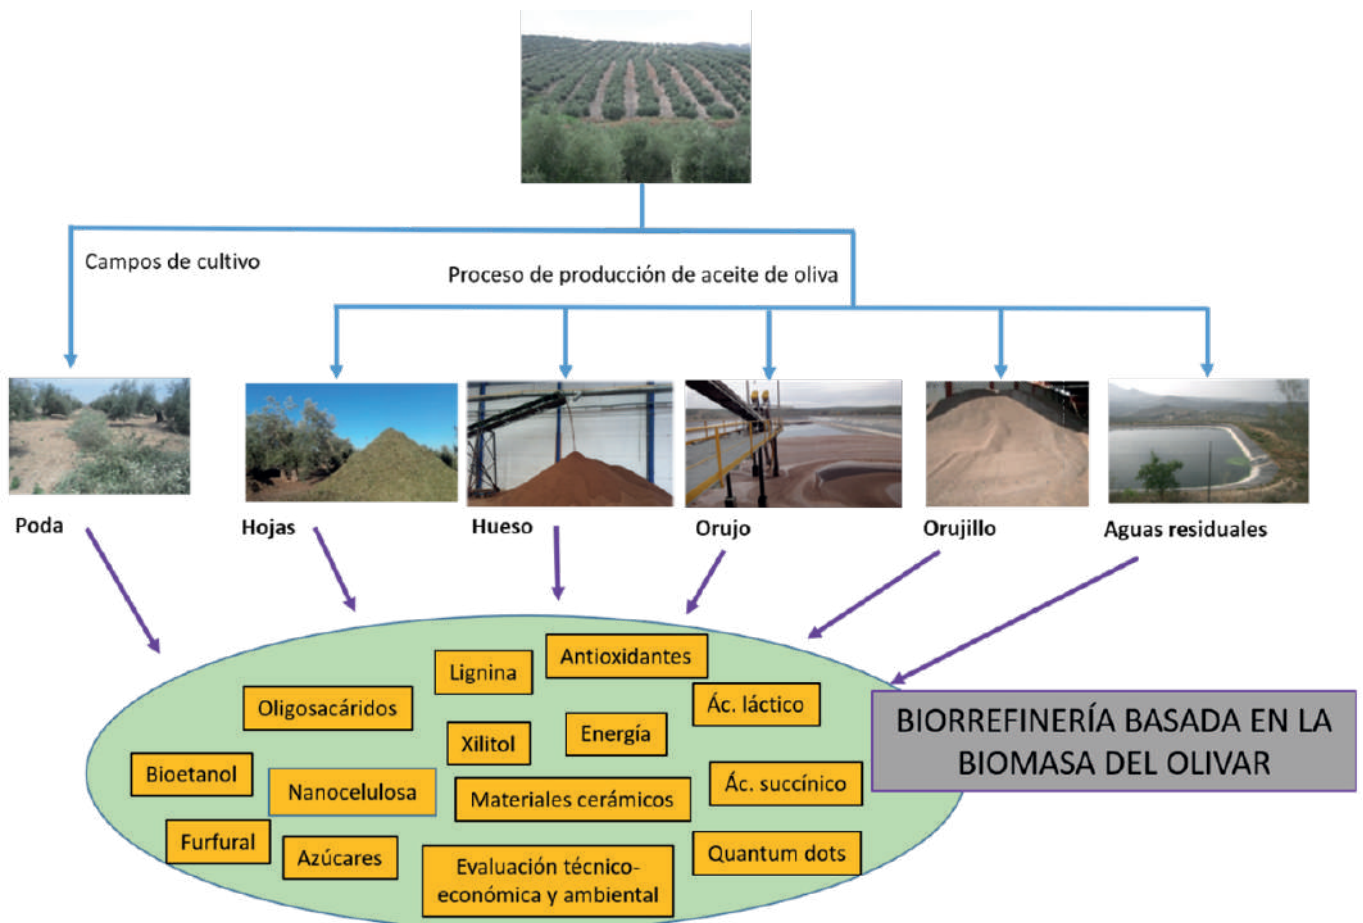 Campos de cultivo
Proceso de producción de aceite de oliva
Poda
Hojas
Hueso
Orujo
Orujillo
Aguas residuales
Antioxidantes
Lignina
Oligosacáridos
Ác. láctico
Xilitol
Energía
BIORREFINERÍA BASADA EN LA
BIOMASA DEL OLIVAR
Bioetanol
Nanocelulosa
Materiales cerámicos
Ác. succínico
Furfural
Azúcares
Evaluación técnico-
económica y ambiental
Quantum dots